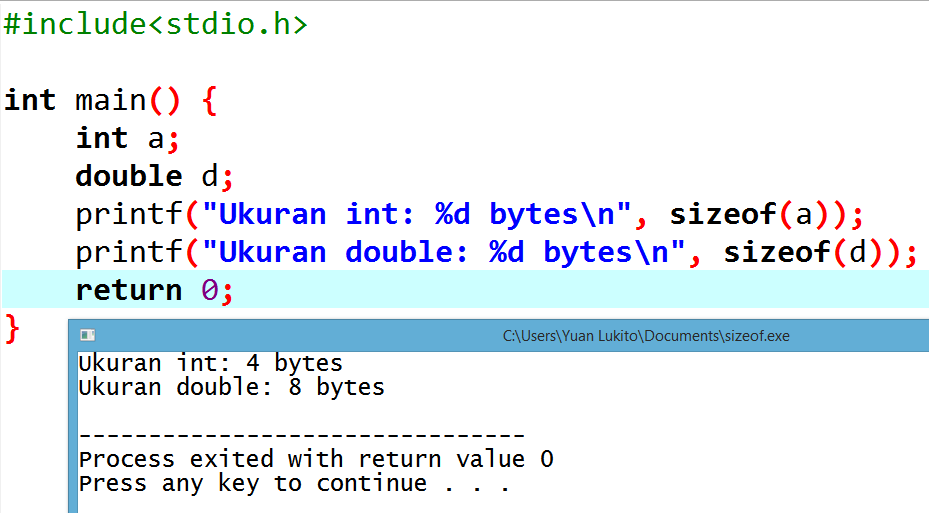 #include<stdio.h>
int main() {
    int a;
    double d;
    printf("Ukuran int: %d bytes\n", sizeof(a));
    printf("Ukuran double: %d bytes\n", sizeof(d));
    return 0;
}
C:\Users\Yuan Lukito\Documents\sizeof.exe
Ukuran int: 4 bytes
Ukuran double: 8 bytes
--------------------------------
Process exited with return value 0
Press any key to continue . . .